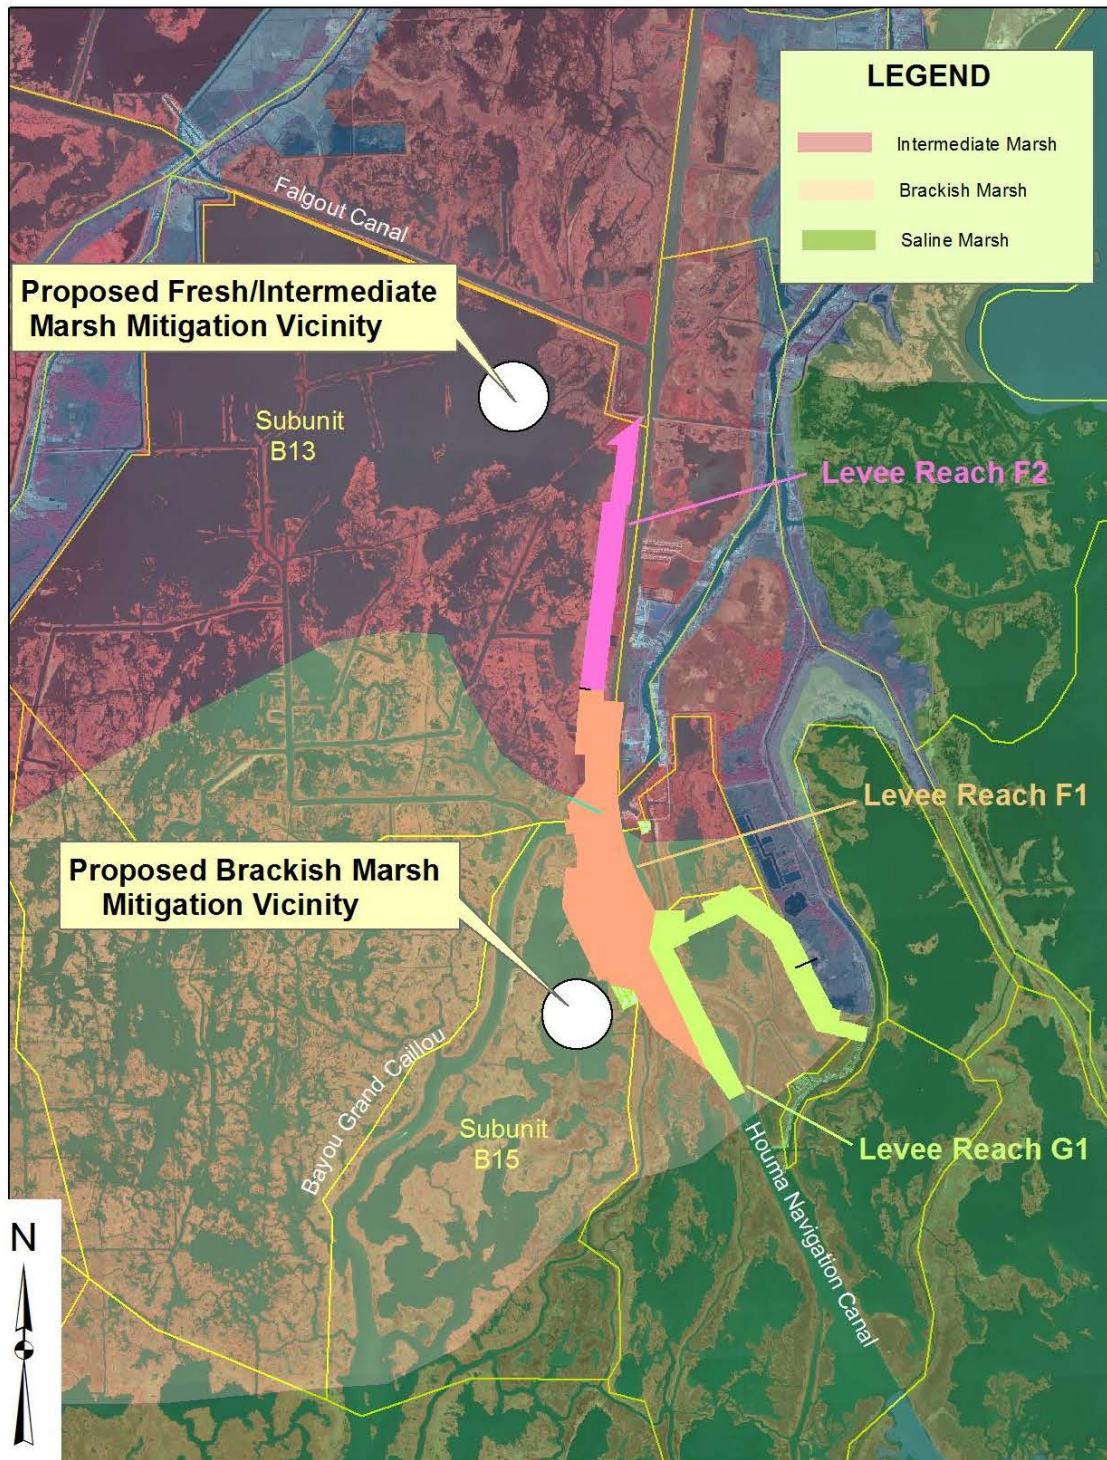 LEGEND
Intermediate Marsh
Brackish Marsh
Saline Marsh
Falgout Canal
Proposed Fresh/Intermediate
Marsh Mitigation Vicinity
Subunit
B13
Levee Reach F2
Levee Reach F1
Proposed Brackish Marsh
Mitigation Vicinity
Bayou Grand Caillou
Subunit
B15
Levee Reach G1
Houma Navigation Canal
N